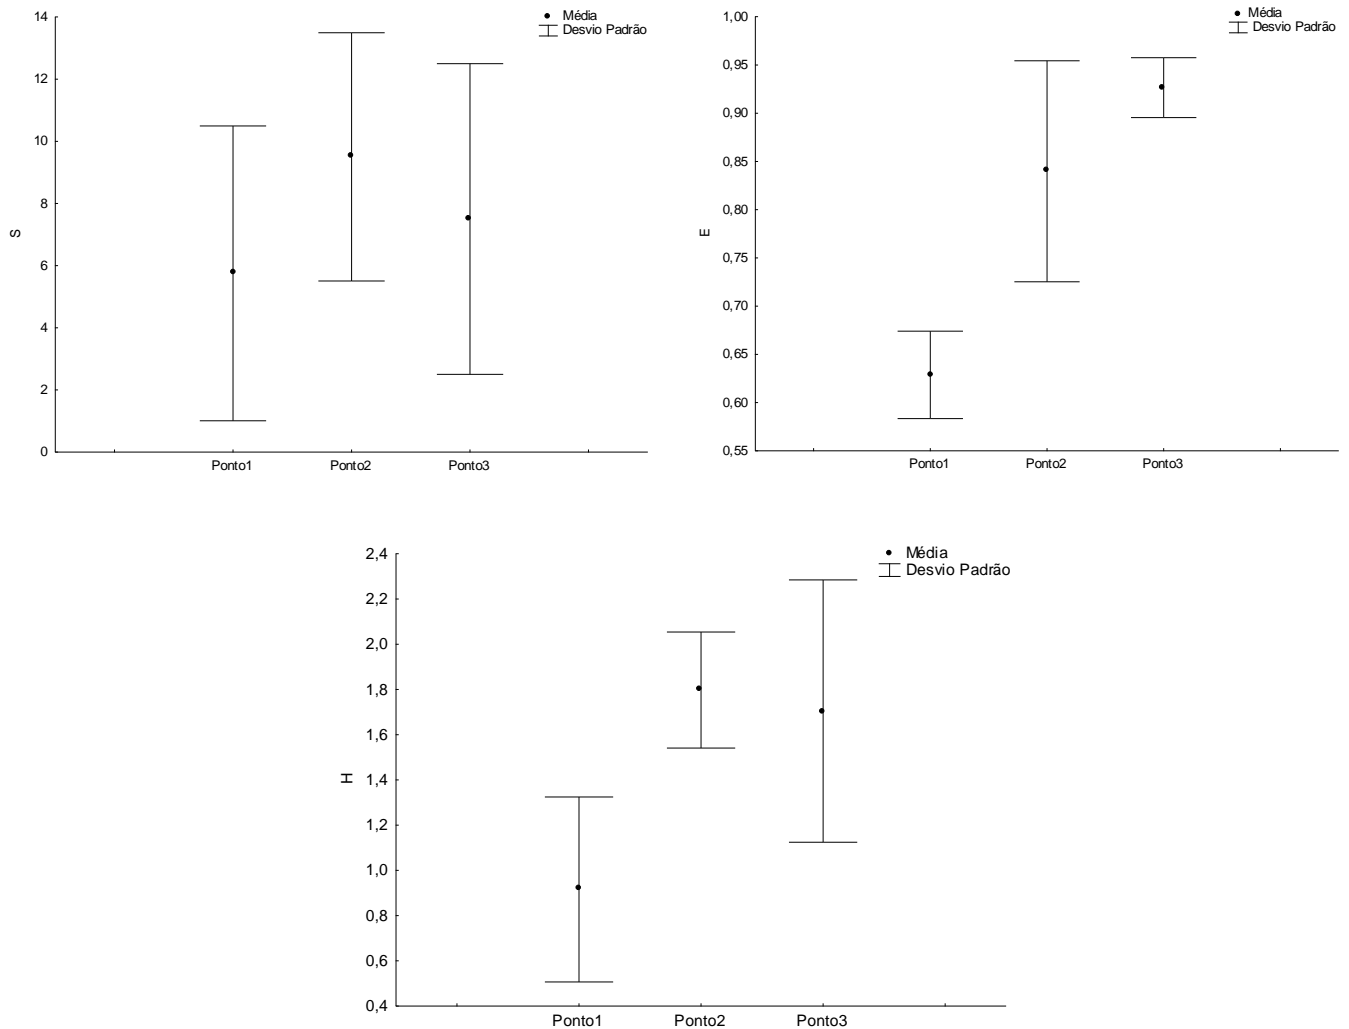 Média
Desvio Padrão
14
12
10
8
6
4
2
0
S
Ponto1 Ponto2 Ponto3
Média
Desvio Padrão
1,00
0,95
0,90
0,85
0,80
0,75
0,70
0,65
0,60
0,55
E
Ponto1 Ponto2 Ponto3
Média
Desvio Padrão
2,4
2,2
2,0
1,8
1,6
1,4
1,2
1,0
0,8
0,6
0,4
H
Ponto1 Ponto2 Ponto3